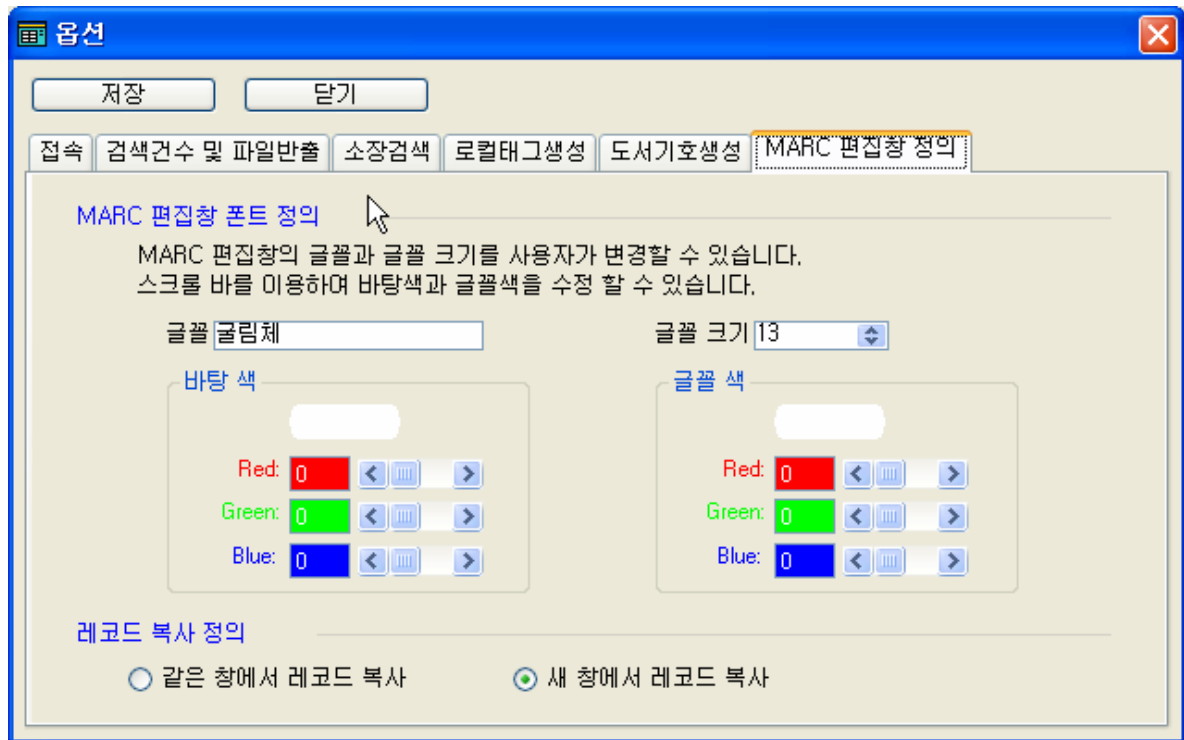 옵션
저장 닫기
접속 검색건수 및 파일반출 소장검색 로컬태그생성 도서기호생성 MARC 편집창 정의
MARC 편집창 폰트 정의
MARC 편집창의 글꼴과 글꼴 크기를 사용자가 변경할 수 있습니다.
스크롤 바를 이용하여 바탕색과 글꼴색을 수정 할 수 있습니다.
글꼴 굴림체 글꼴 크기 13
바탕 색 글꼴 색
Red: 0 Red: 0
Green: 0 Green: 0
Blue: 0 Blue: 0
레코드 복사 정의
같은 창에서 레코드 복사 새 창에서 레코드 복사